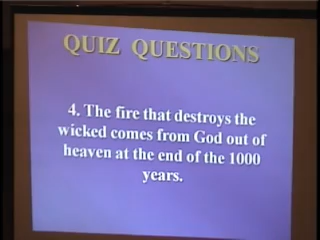 QUIZ QUESTIONS
4. The fire that destroys the
wicked comes from God out of
heaven at the end of the 1000
years.